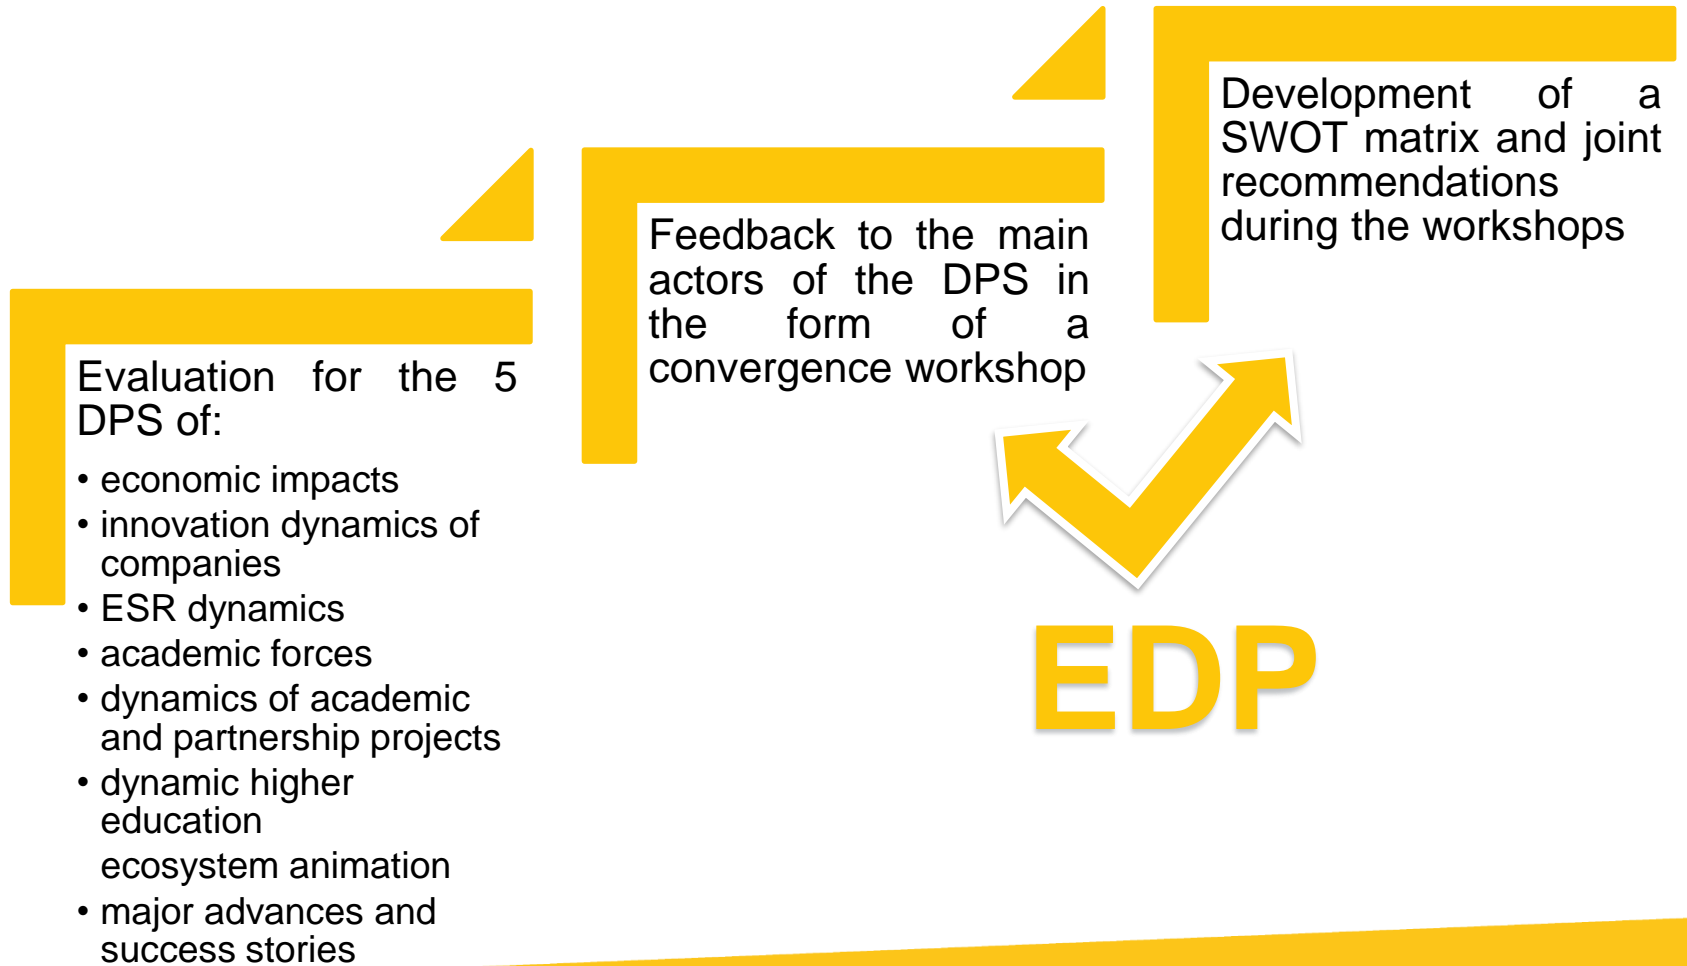 Evaluation for the 5
DPS of:
• economic impacts
• innovation dynamics of
companies
• ESR dynamics
• academic forces
• dynamics of academic
and partnership projects
• dynamic higher
education
ecosystem animation
• major advances and
success stories
Feedback to the main
actors of the DPS in
the form of a
convergence workshop
Development of a
SWOT matrix and joint
recommendations
during the workshops
EDP